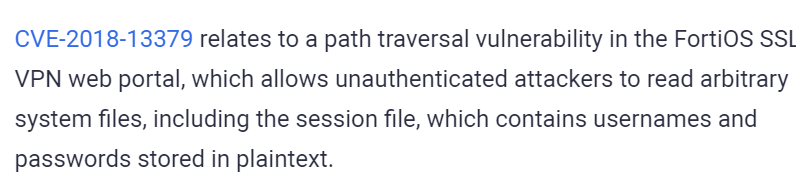 CVE-2018-13379 relates to a path traversal vulnerability in the FortiOS SSL
VPN web portal, which allows unauthenticated attackers to read arbitrary
system files, including the session file, which contains usernames and
passwords stored in plaintext.